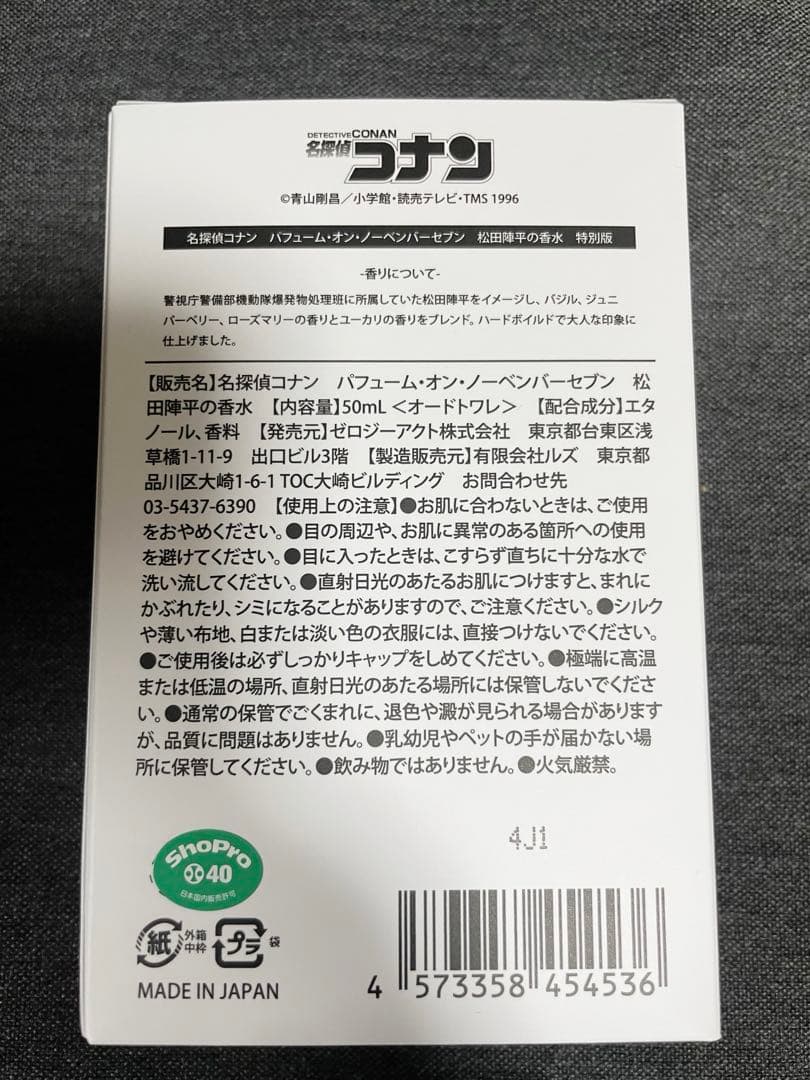 DETECTIVE CONAN
名探偵コナン
©青山剛昌／小学館・読売テレビ・TMS 1996
名探偵コナン　パフューム・オン・ノーベンバーセブン　松田陣平の香水　特別版
-香りについて-
警視庁警備部機動隊爆発物処理班に所属していた松田陣平をイメージし、バジル、ジュニ
パーベリー、ローズマリーの香りとユーカリの香りをブレンド。ハードボイルドで大人な印象に
仕上げました。
【販売名】名探偵コナン　パフューム・オン・ノーベンバーセブン　松
田陣平の香水　【内容量】50mL ＜オードトワレ＞　【配合成分】エタ
ノール、香料　【発売元】ゼロジーアクト株式会社　東京都台東区浅
草橋1-11-9　出口ビル3階　【製造販売元】有限会社ルズ　東京都
品川区大崎1-6-1 TOC大崎ビルディング　お問合わせ先
03-5437-6390　【使用上の注意】●お肌に合わないときは、ご使用
をおやめください。●目の周辺や、お肌に異常のある箇所への使用
を避けてください。●目に入ったときは、こすらず直ちに十分な水で
洗い流してください。●直射日光のあたるお肌につけますと、まれに
かぶれたり、シミになることがありますので、ご注意ください。●シルク
や薄い布地、白または淡い色の衣服には、直接つけないでください。
●ご使用後は必ずしっかりキャップをしめてください。●極端に高温
または低温の場所、直射日光のあたる場所には保管しないでくださ
い。●通常の保管でごくまれに、退色や澱が見られる場合があります
が、品質に問題はありません。●乳幼児やペットの手が届かない場
所に保管してください。●飲み物ではありません。●火気厳禁。
4J1
ShoPro
40
日本国内販売許可
紙 外箱 中枠 プラ 袋
MADE IN JAPAN
4 573358 454536